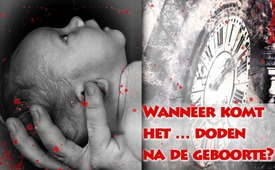 Wanneer komt
het ... doden
na de geboorte?